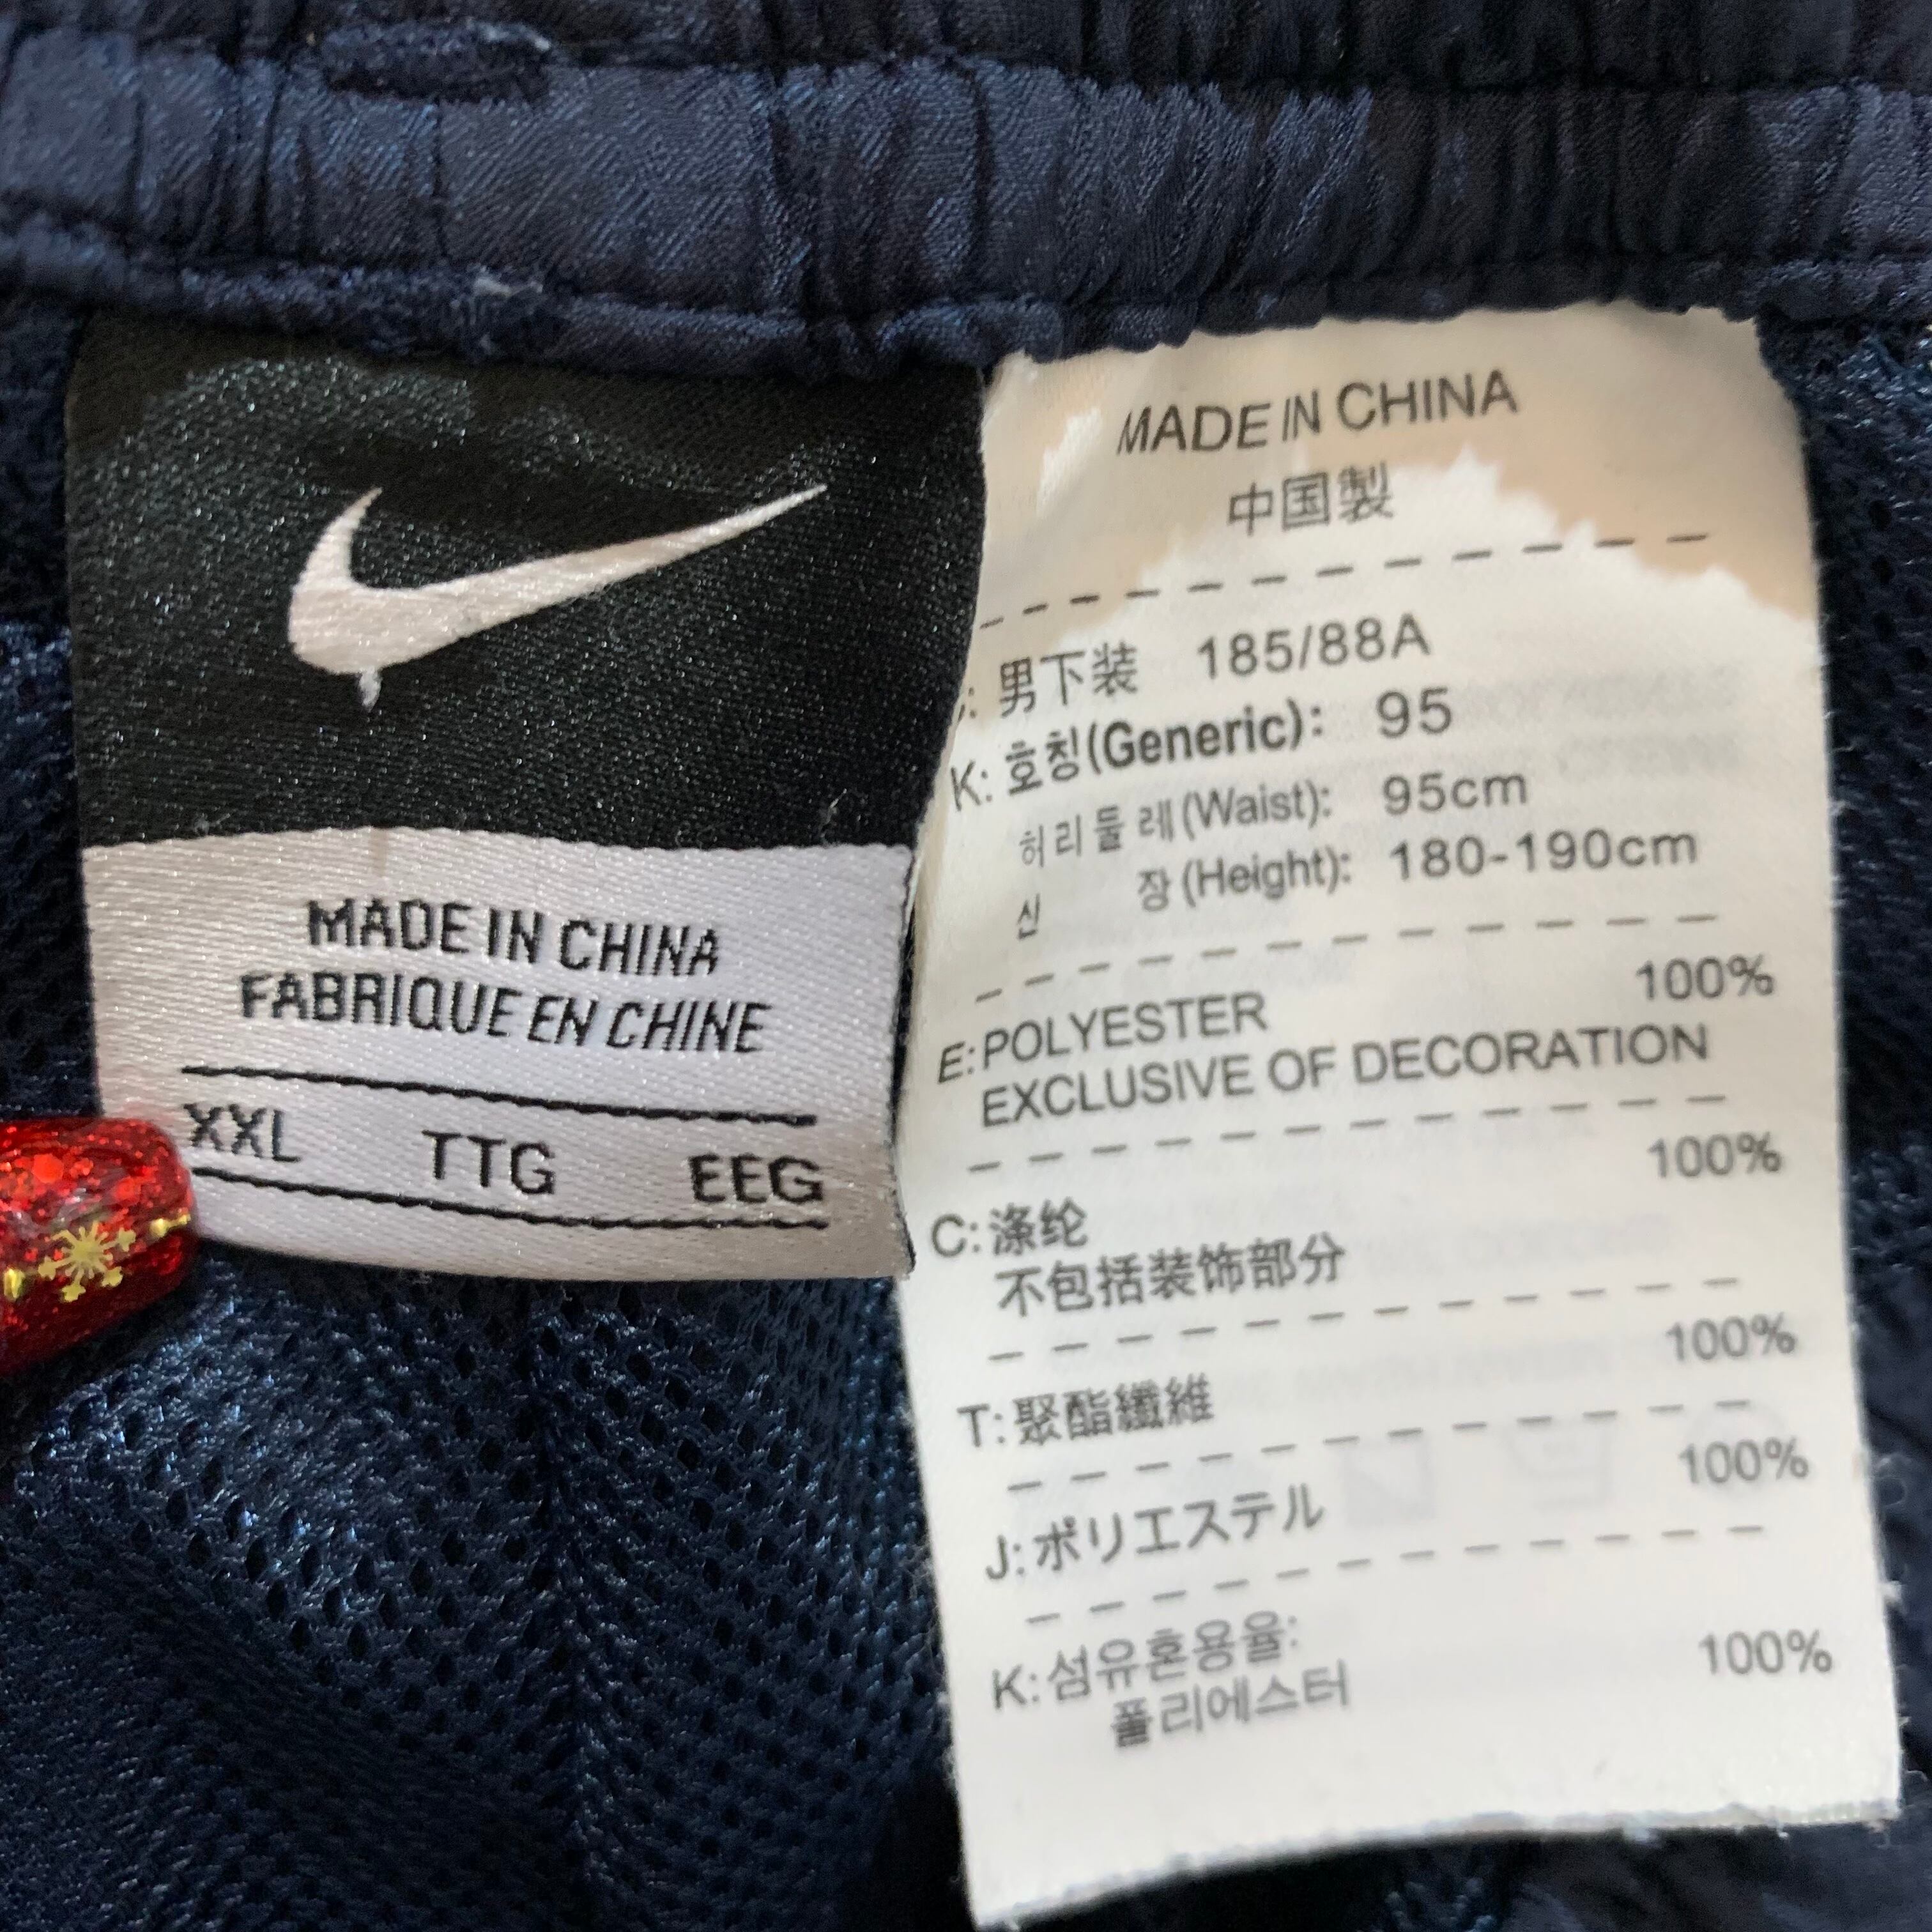 MADE IN CHINA
FABRIQUE EN CHINE
XXL TTG EEG
MADE IN CHINA
中国製
: 男下装 185/88A
K: 호칭(Generic): 95
허리둘레(Waist): 95cm
신 장(Height): 180-190cm
100%
E:POLYESTER
EXCLUSIVE OF DECORATION
100%
C:涤纶
不包括装饰部分
100%
T:聚酯纖維
100%
J:ポリエステル
K:섬유혼용율:
폴리에스터 100%